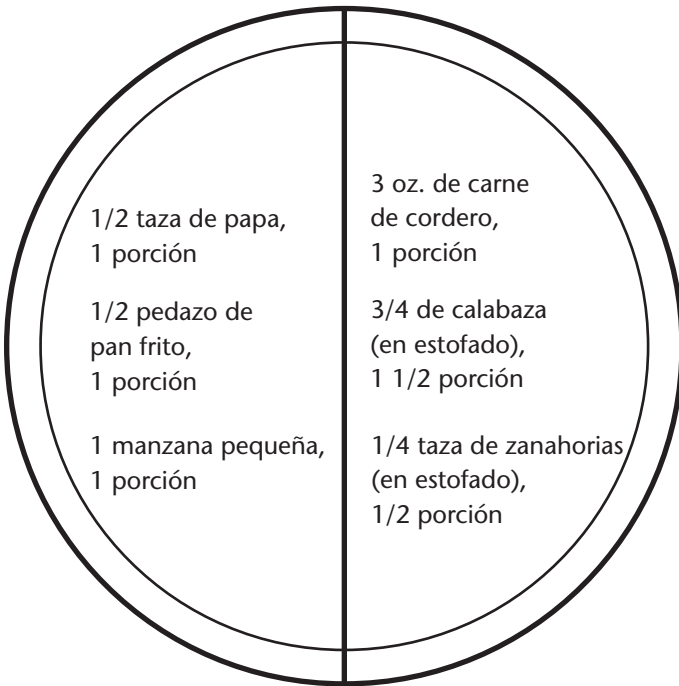 1/2 taza de papa,
1 porción
1/2 pedazo de
pan frito,
1 porción
1 manzana pequeña,
1 porción
3 oz. de carne
de cordero,
1 porción
3/4 de calabaza
(en estofado),
1 1/2 porción
1/4 taza de zanahorias
(en estofado),
1/2 porción